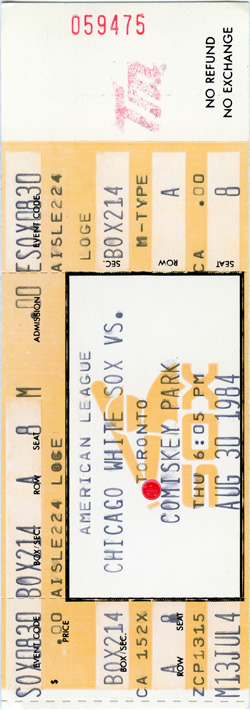 059475
Tix
NO REFUND
NO EXCHANGE
ESOX0830
EVENT CODE
AISLE224
LOGE
BOX214
SEC.
M-TYPE
A
ROW
CA .00
8
SEAT
.00
ADMISSION
M
8
SEAT
A
ROW
BOX214
BOX/SECT.
SOX0830
EVENT CODE
AISLE224 LOGE
.00
$ PRICE
BOX214
BOX/SEC.
CA 152X
A
ROW
8
SEAT
ZCP1315
M13JUL4
AMERICAN LEAGUE
CHICAGO WHITE SOX VS.
TORONTO
COMISKEY PARK
THU 6:05 PM
AUG 30 1984
SOX